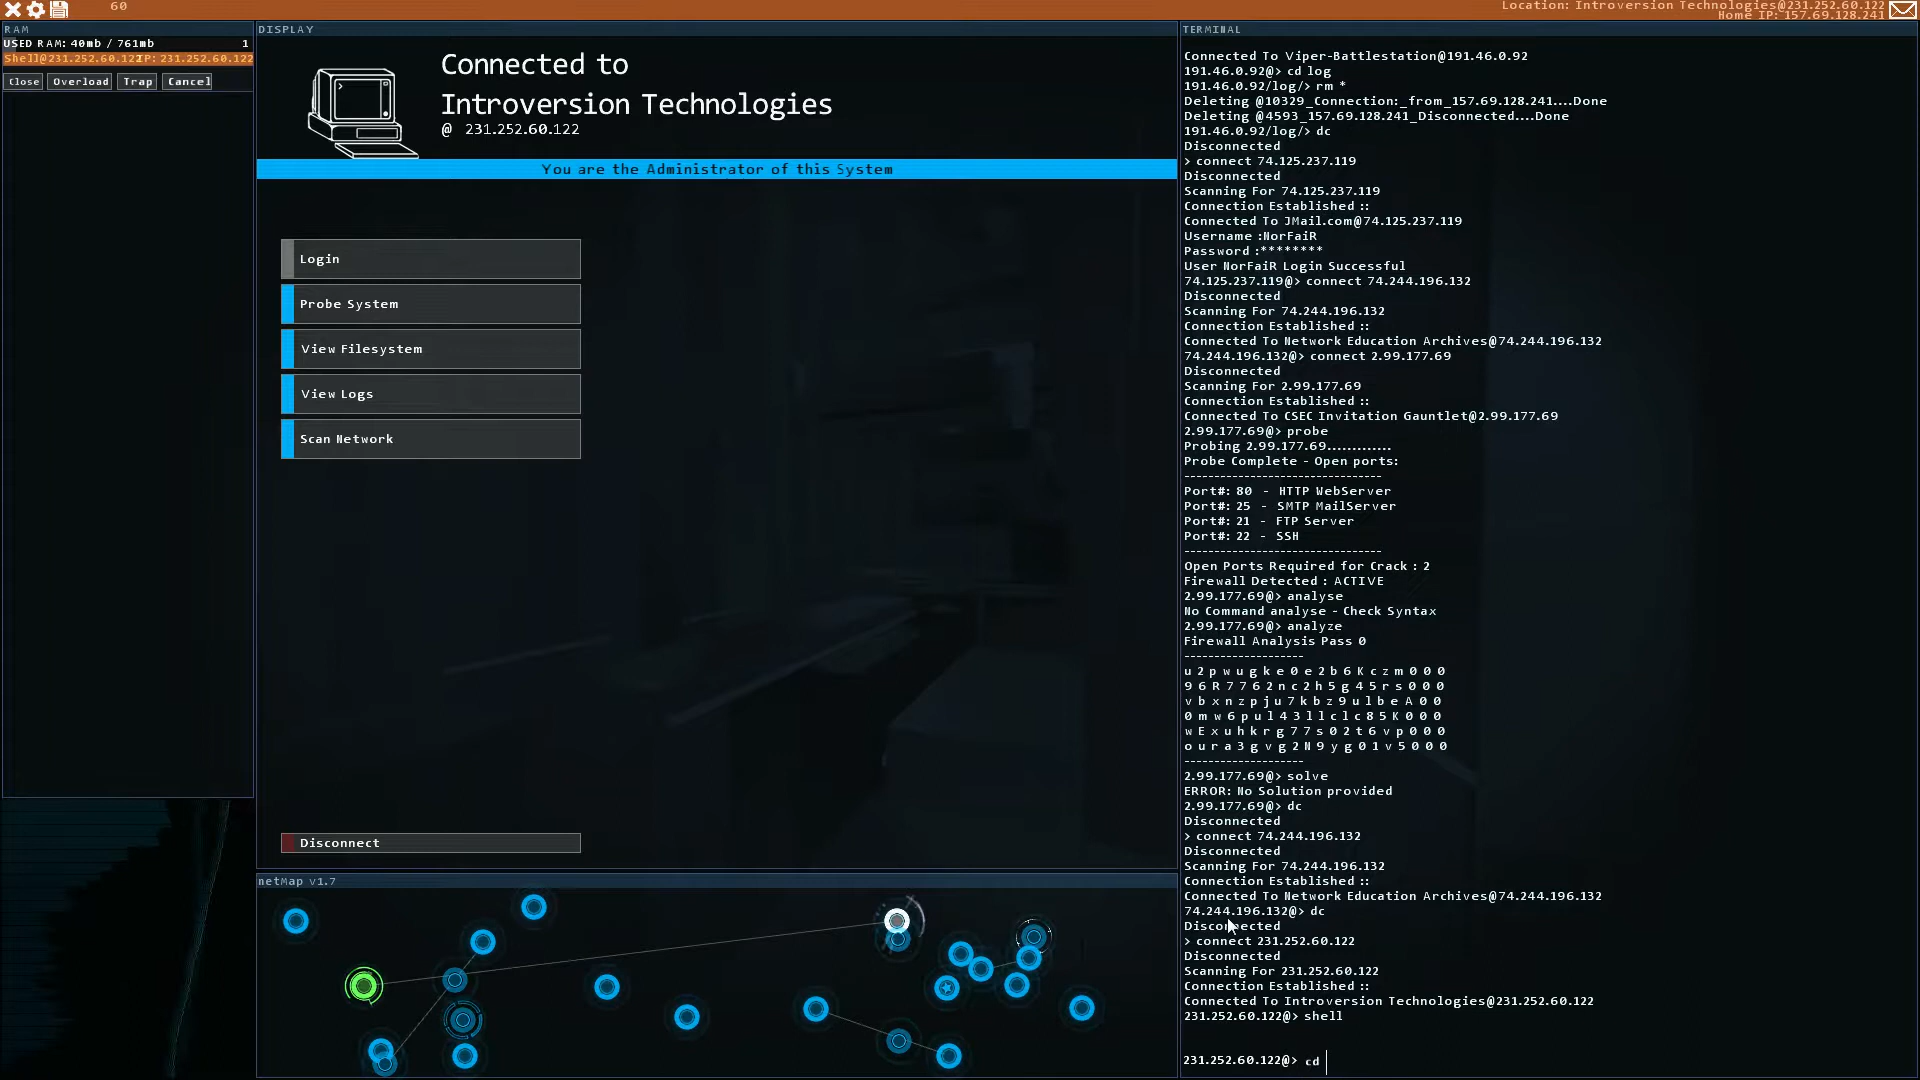 60
Location: Introversion Technologies@231.252.60.122
Home IP: 157.69.128.241
RAM
USED RAM: 40mb / 761mb 1
Shell@231.252.60.122 IP: 231.252.60.122
Close Overload Trap Cancel
DISPLAY
Connected to
Introversion Technologies
@ 231.252.60.122
You are the Administrator of this System
Login
Probe System
View Filesystem
View Logs
Scan Network
Disconnect
netMap v1.7
TERMINAL
Connected To Viper-Battlestation@191.46.0.92
191.46.0.92@> cd log
191.46.0.92/log/> rm *
Deleting @10329_Connection:_from_157.69.128.241....Done
Deleting @4593_157.69.128.241_Disconnected....Done
191.46.0.92/log/> dc
Disconnected
> connect 74.125.237.119
Disconnected
Scanning For 74.125.237.119
Connection Established ::
Connected To JMail.com@74.125.237.119
Username :NorFaiR
Password :********
User NorFaiR Login Successful
74.125.237.119@> connect 74.244.196.132
Disconnected
Scanning For 74.244.196.132
Connection Established ::
Connected To Network Education Archives@74.244.196.132
74.244.196.132@> connect 2.99.177.69
Disconnected
Scanning For 2.99.177.69
Connection Established ::
Connected To CSEC Invitation Gauntlet@2.99.177.69
2.99.177.69@> probe
Probing 2.99.177.69.............
Probe Complete - Open ports:
---------------------------------
Port#: 80 - HTTP WebServer
Port#: 25 - SMTP MailServer
Port#: 21 - FTP Server
Port#: 22 - SSH
---------------------------------
Open Ports Required for Crack : 2
Firewall Detected : ACTIVE
2.99.177.69@> analyse
No Command analyse - Check Syntax
2.99.177.69@> analyze
Firewall Analysis Pass 0
--------------------
u 2 p w u g k e 0 e 2 b 6 K c z m 0 0 0
9 6 R 7 7 6 2 n c 2 h 5 g 4 5 r s 0 0 0
v b x n z p j u 7 k b z 9 u l b e A 0 0
0 m w 6 p u l 4 3 l l c l c 8 5 K 0 0 0
w E x u h k r g 7 7 s 0 2 t 6 v p 0 0 0
o u r a 3 g v g 2 N 9 y g 0 1 v 5 0 0 0
--------------------
2.99.177.69@> solve
ERROR: No Solution provided
2.99.177.69@> dc
Disconnected
> connect 74.244.196.132
Disconnected
Scanning For 74.244.196.132
Connection Established ::
Connected To Network Education Archives@74.244.196.132
74.244.196.132@> dc
Disconnected
> connect 231.252.60.122
Disconnected
Scanning For 231.252.60.122
Connection Established ::
Connected To Introversion Technologies@231.252.60.122
231.252.60.122@> shell
231.252.60.122@> cd